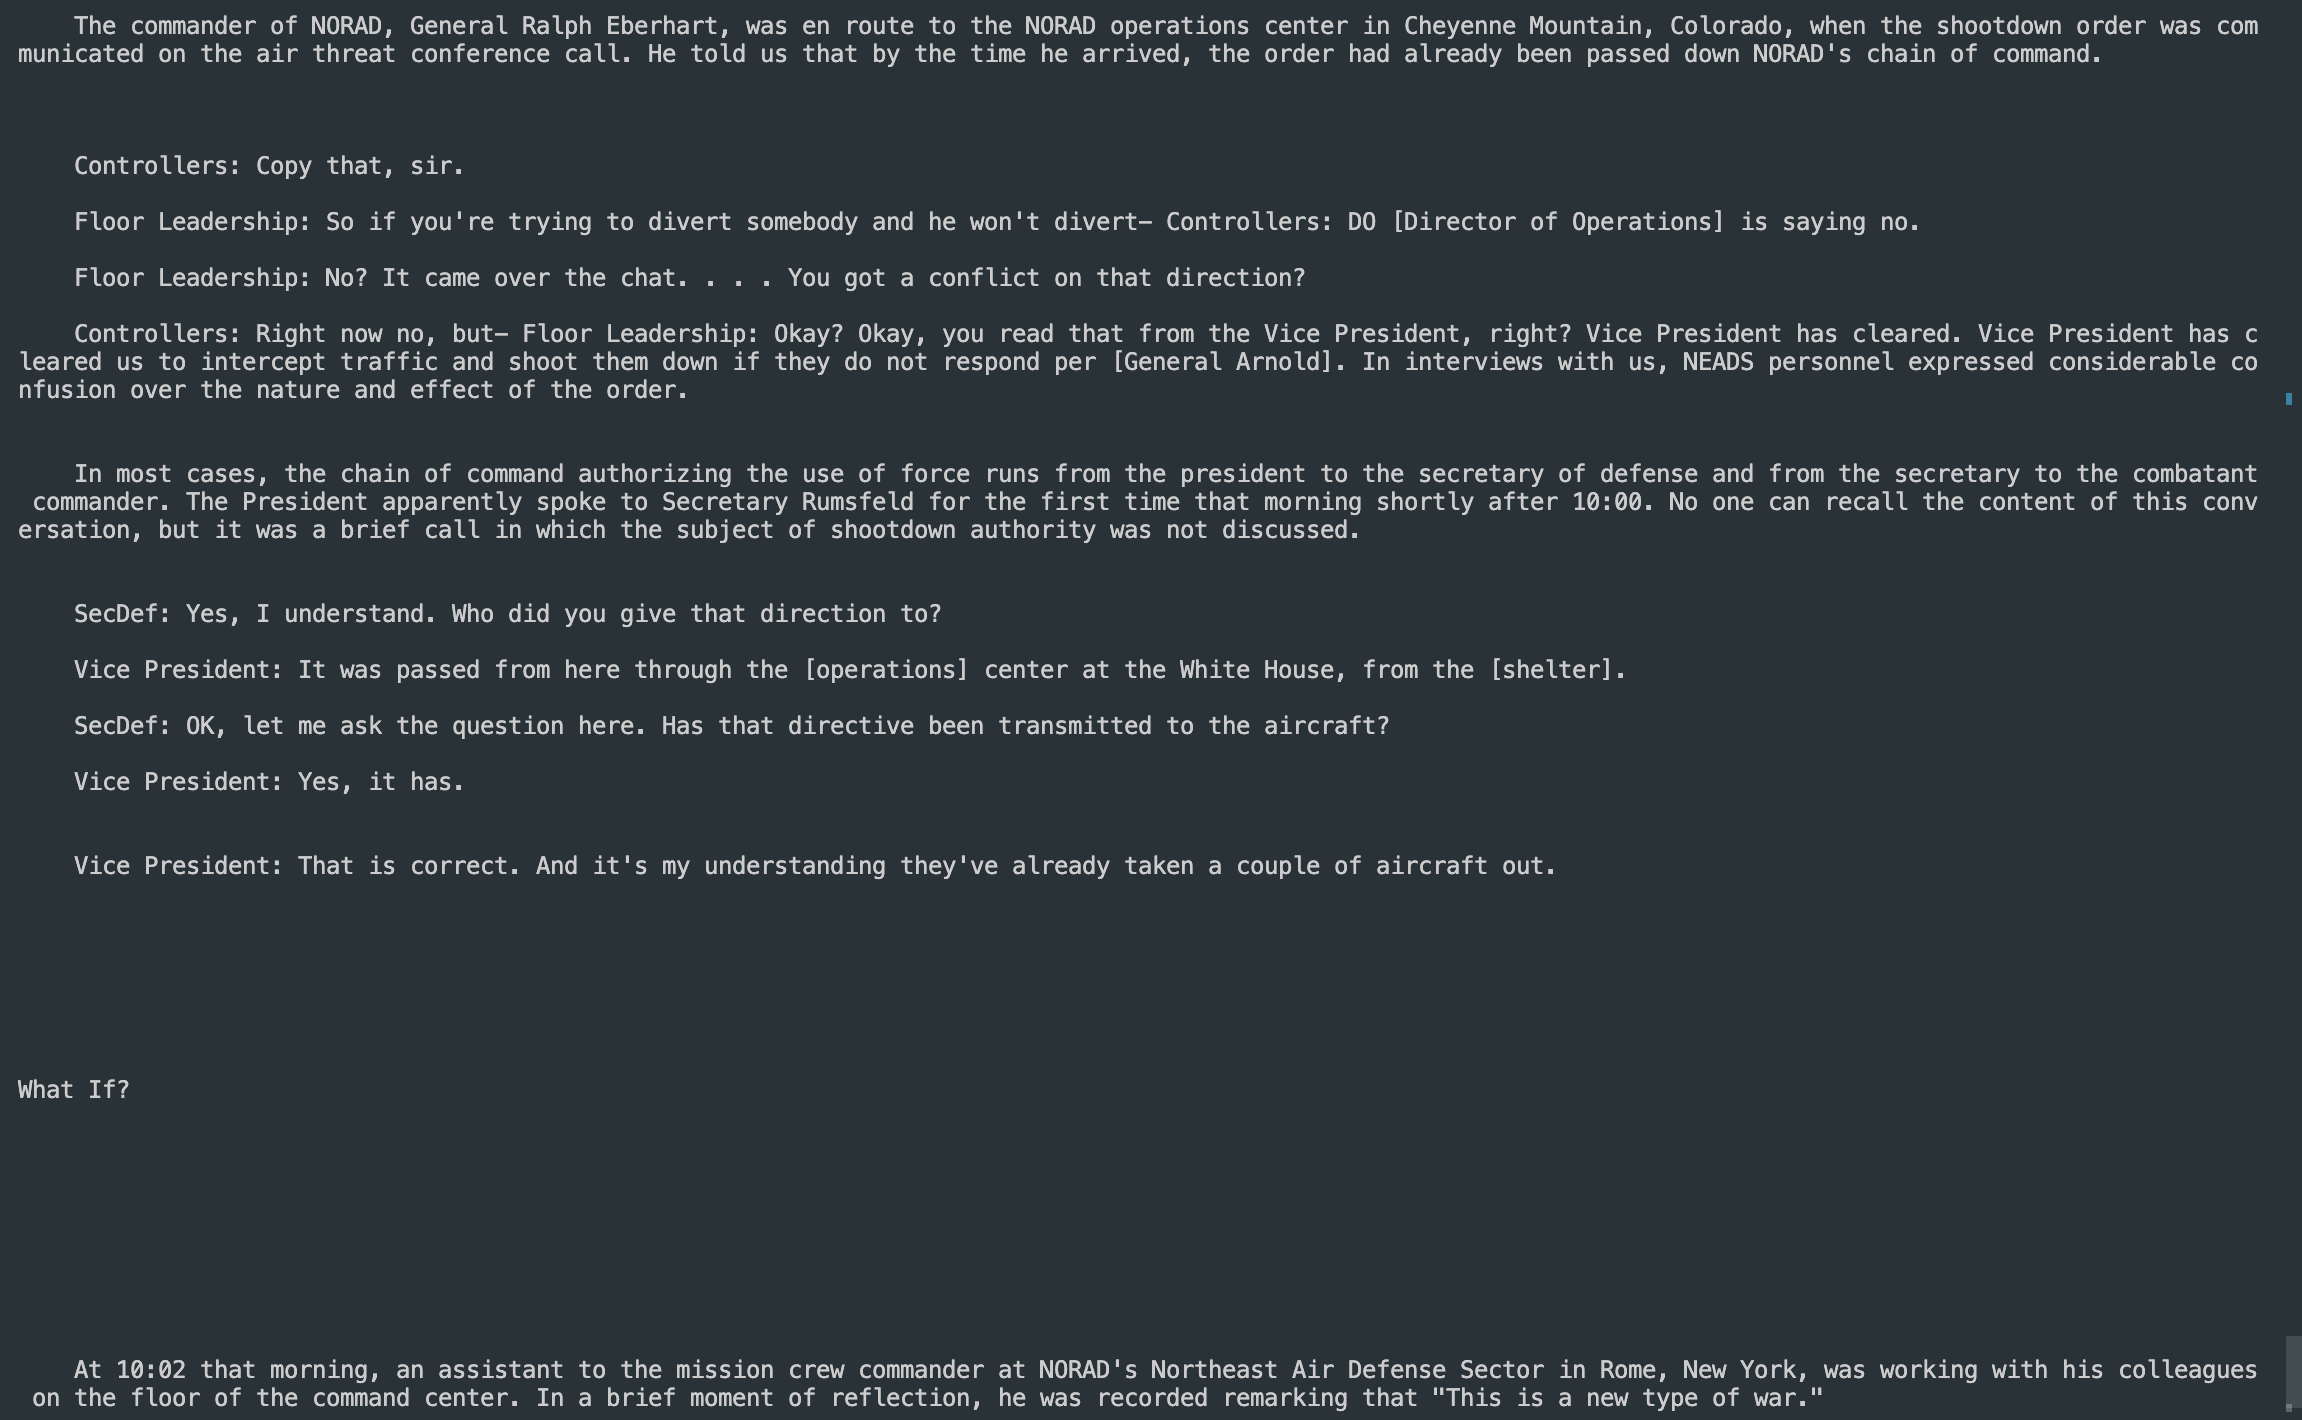 The commander of NORAD, General Ralph Eberhart, was en route to the NORAD operations center in Cheyenne Mountain, Colorado, when the shootdown order was com
municated on the air threat conference call. He told us that by the time he arrived, the order had already been passed down NORAD's chain of command.
Controllers: Copy that, sir.
Floor Leadership: So if you're trying to divert somebody and he won't divert— Controllers: DO [Director of Operations] is saying no.
Floor Leadership: No? It came over the chat. . . . You got a conflict on that direction?
Controllers: Right now no, but— Floor Leadership: Okay? Okay, you read that from the Vice President, right? Vice President has cleared. Vice President has c
leared us to intercept traffic and shoot them down if they do not respond per [General Arnold]. In interviews with us, NEADS personnel expressed considerable co
nfusion over the nature and effect of the order.
In most cases, the chain of command authorizing the use of force runs from the president to the secretary of defense and from the secretary to the combatant
commander. The President apparently spoke to Secretary Rumsfeld for the first time that morning shortly after 10:00. No one can recall the content of this conv
ersation, but it was a brief call in which the subject of shootdown authority was not discussed.
SecDef: Yes, I understand. Who did you give that direction to?
Vice President: It was passed from here through the [operations] center at the White House, from the [shelter].
SecDef: OK, let me ask the question here. Has that directive been transmitted to the aircraft?
Vice President: Yes, it has.
Vice President: That is correct. And it's my understanding they've already taken a couple of aircraft out.
What If?
At 10:02 that morning, an assistant to the mission crew commander at NORAD's Northeast Air Defense Sector in Rome, New York, was working with his colleagues
on the floor of the command center. In a brief moment of reflection, he was recorded remarking that "This is a new type of war."